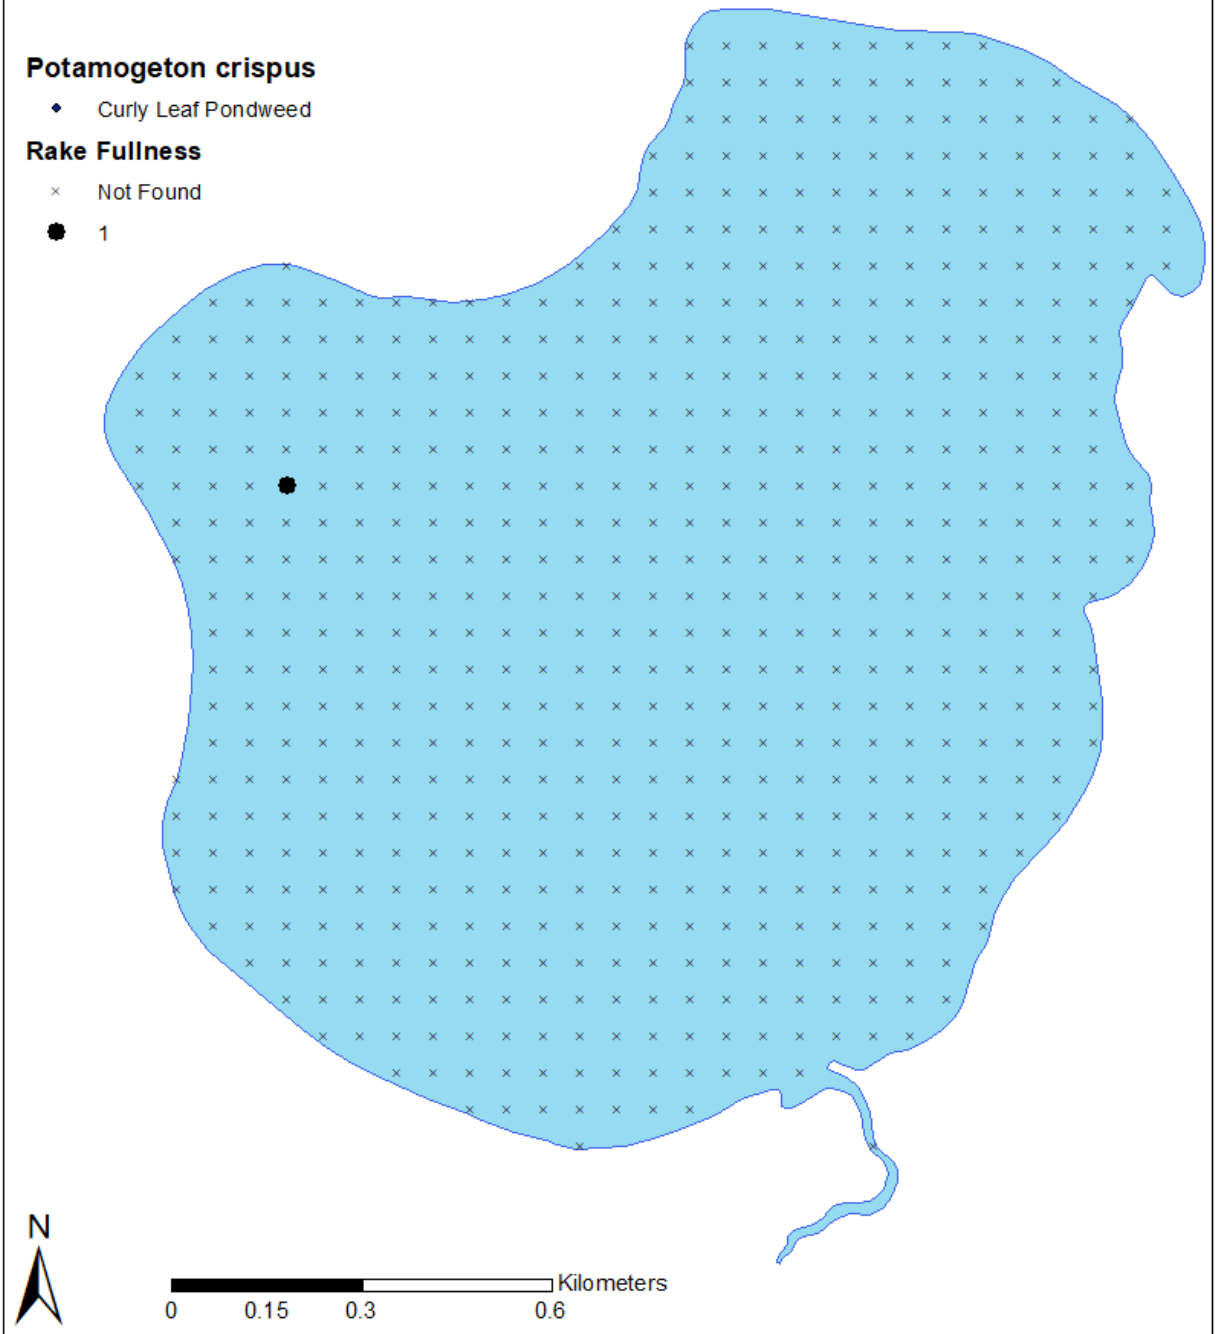 Potamogeton crispus
Curly Leaf Pondweed
Rake Fullness
Not Found
1
N
Kilometers
0 0.15 0.3 0.6